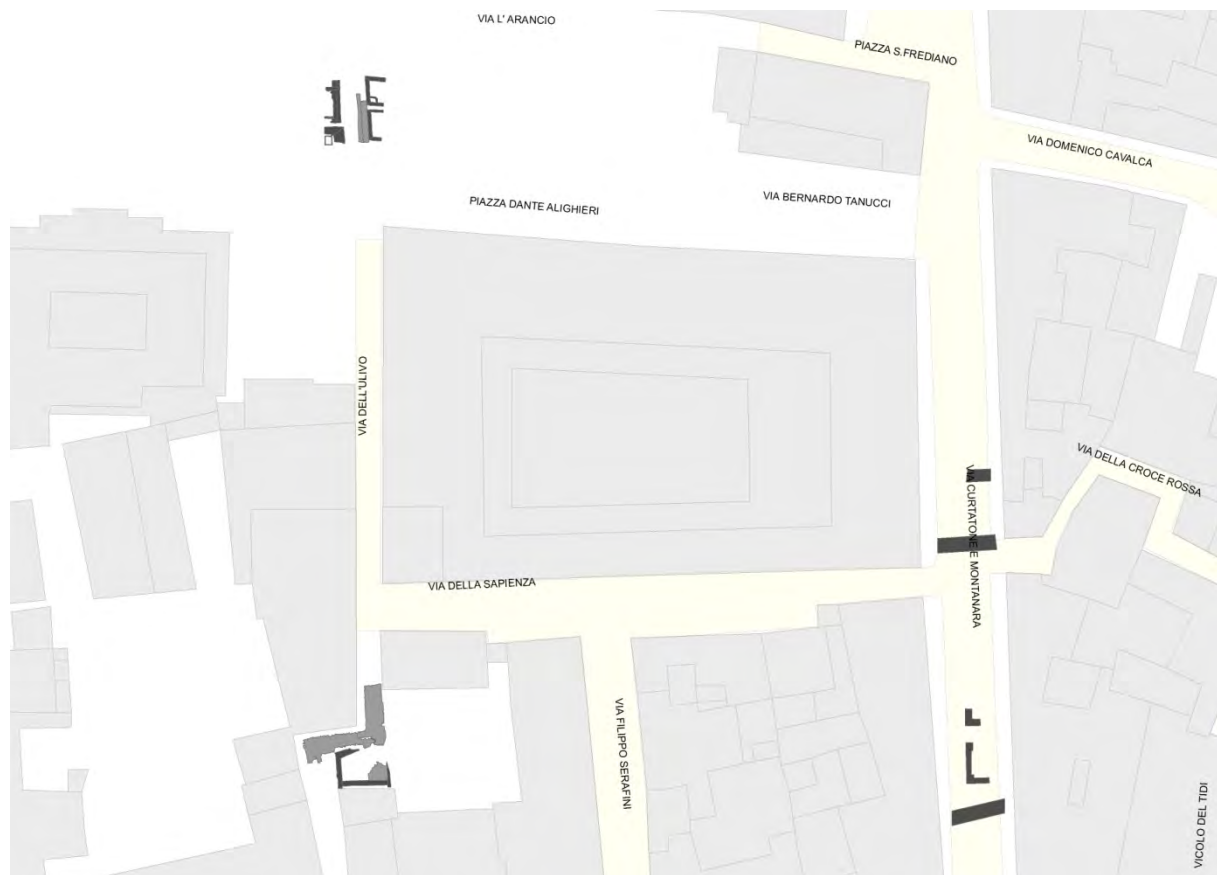 VIA L' ARANCIO
PIAZZA S.FREDIANO
VIA DOMENICO CAVALCA
PIAZZA DANTE ALIGHIERI
VIA BERNARDO TANUCCI
VIA DELL'ULIVO
VIA DELLA CROCE ROSSA
VIA CURTATONE E MONTANARA
VIA DELLA SAPIENZA
VIA FILIPPO SERAFINI
VICOLO DEL TIDI